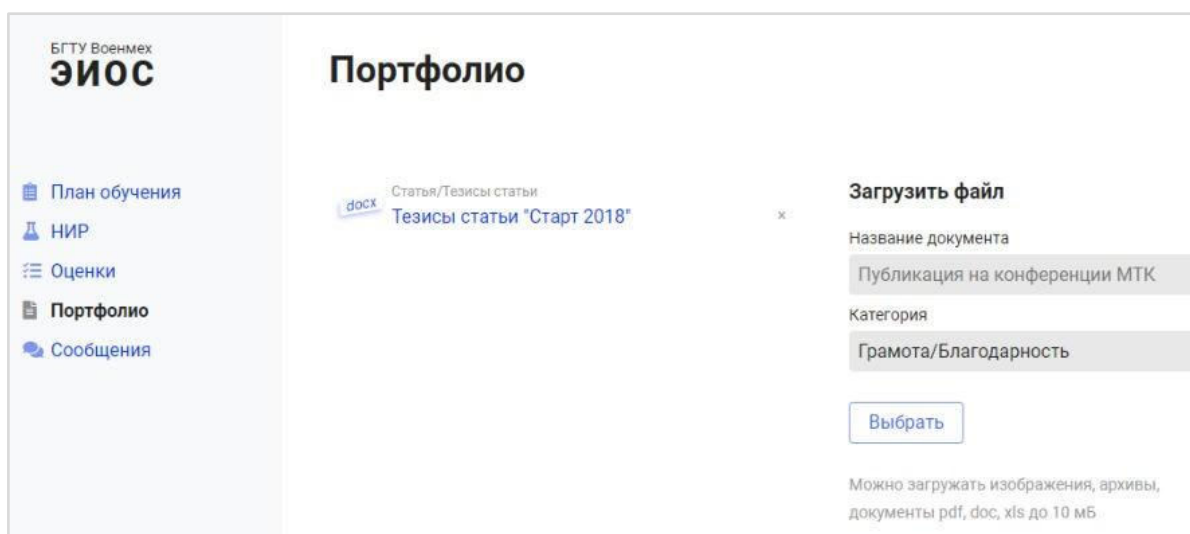 БГТУ Военмех
ЭИОС
Портфолио
План обучения
НИР
Оценки
Портфолио
Сообщения
docx
Статья/Тезисы статьи
Тезисы статьи "Старт 2018"
×
Загрузить файл
Название документа
Публикация на конференции МТК
Категория
Грамота/Благодарность
Выбрать
Можно загружать изображения, архивы,
документы pdf, doc, xls до 10 мБ